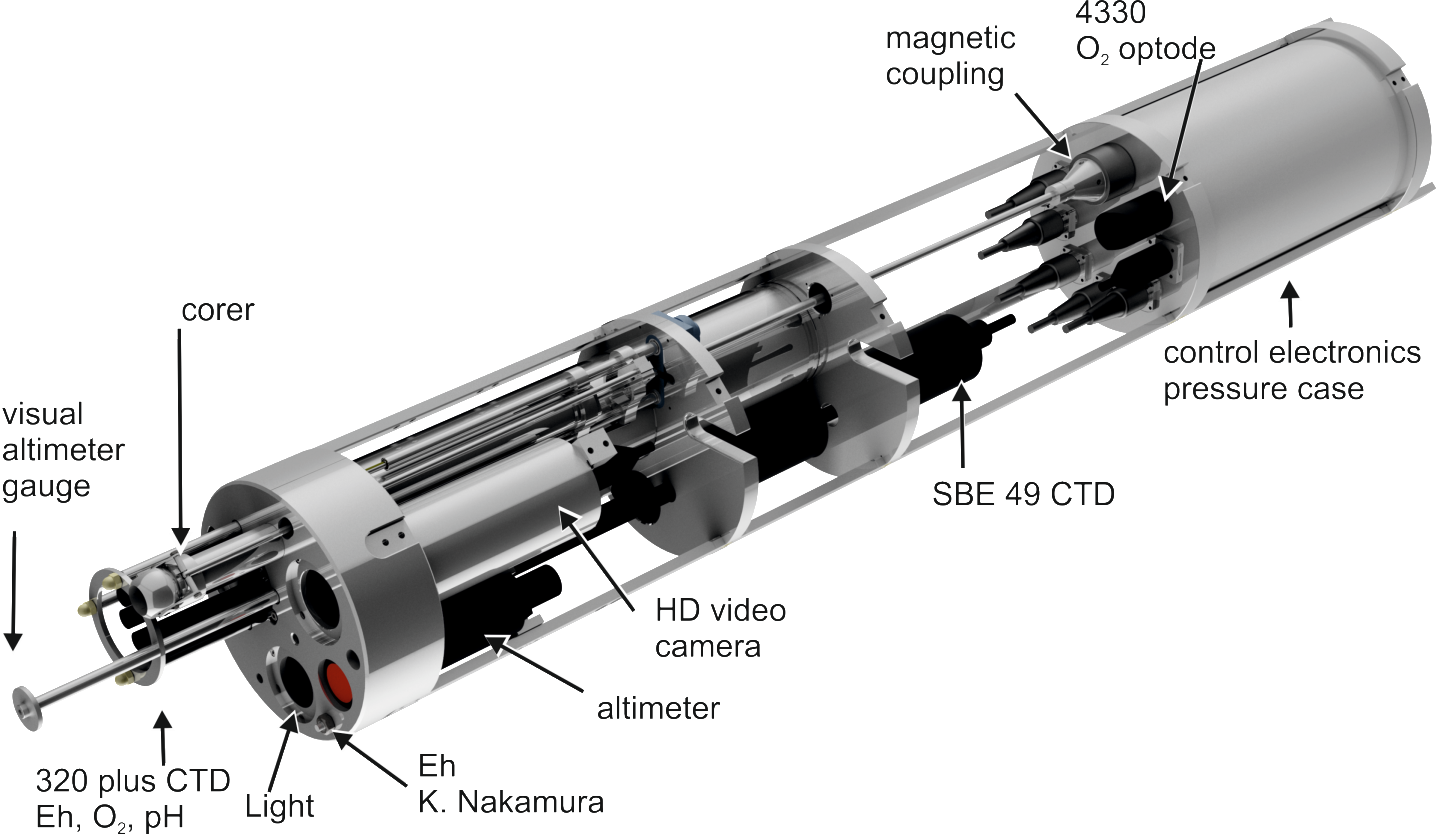 4330
O₂ optode
magnetic
coupling
corer
control electronics
pressure case
visual
altimeter
gauge
SBE 49 CTD
HD video
camera
altimeter
320 plus CTD
Eh, O₂, pH
Light
Eh
K. Nakamura